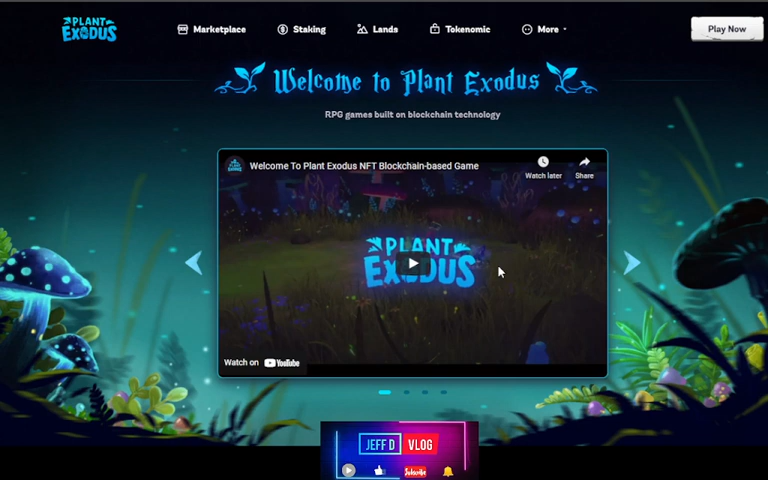 PLANT
EXODUS
Marketplace
Staking
Lands
Tokenomic
More
Play Now
Welcome to Plant Exodus
RPG games built on blockchain technology
Welcome To Plant Exodus NFT Blockchain-based Game
Watch later
Share
PLANT
EXODUS
Watch on YouTube
JEFF D VLOG
Subscribe